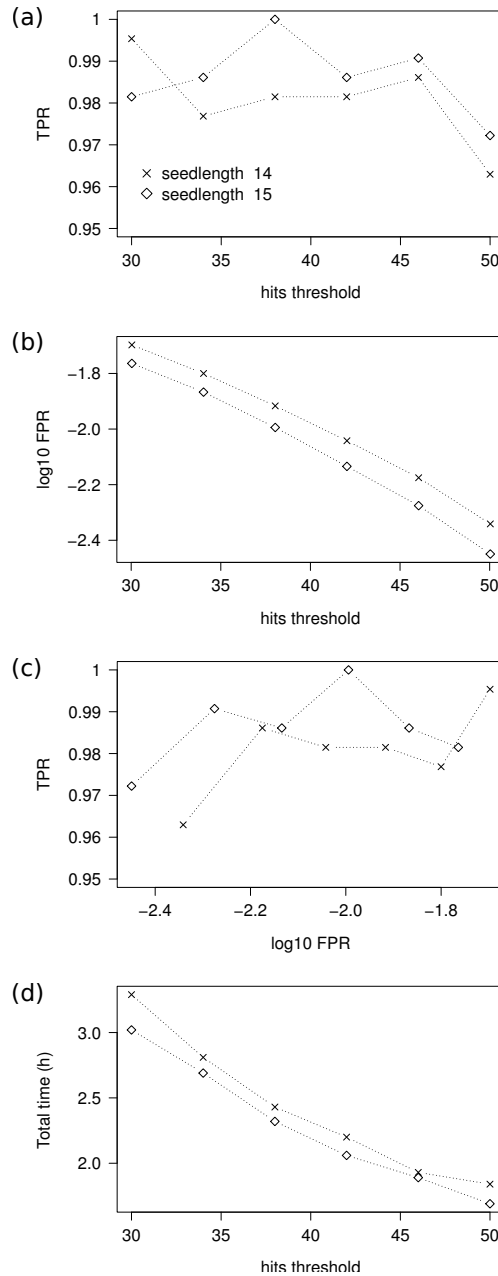 (a)
1
0.99
0.98
0.97
0.96
0.95
TPR
× seedlength 14
◇ seedlength 15
30 35 40 45 50
hits threshold
(b)
−1.8
−2.0
−2.2
−2.4
log10 FPR
30 35 40 45 50
hits threshold
(c)
1
0.99
0.98
0.97
0.96
0.95
TPR
−2.4 −2.2 −2.0 −1.8
log10 FPR
(d)
3.0
2.5
2.0
Total time (h)
30 35 40 45 50
hits threshold